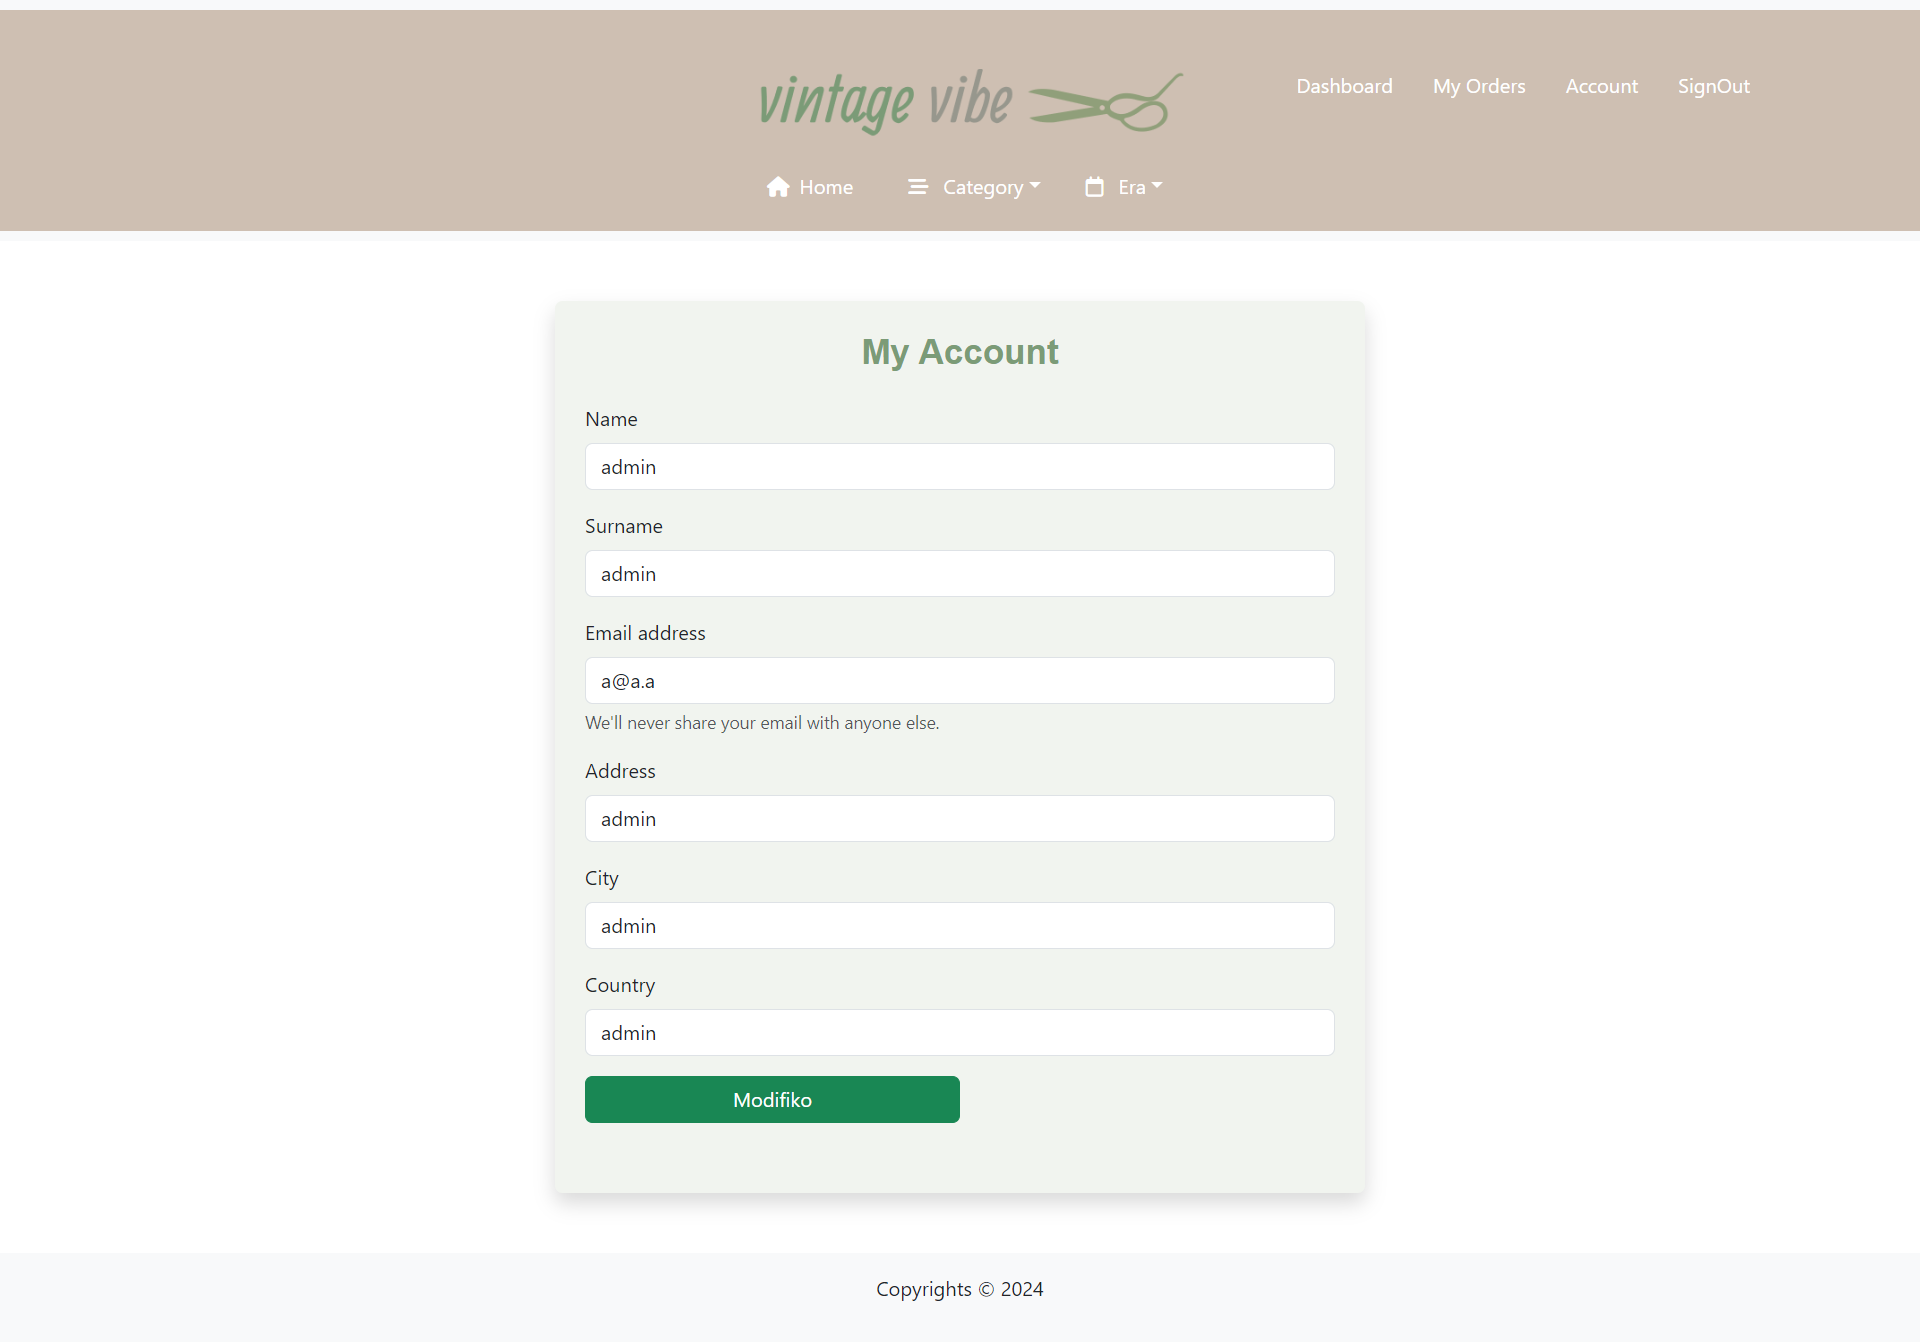 vintage vibe
Dashboard My Orders Account SignOut
Home Category Era
My Account
Name
admin
Surname
admin
Email address
a@a.a
We'll never share your email with anyone else.
Address
admin
City
admin
Country
admin
Modifiko
Copyrights © 2024